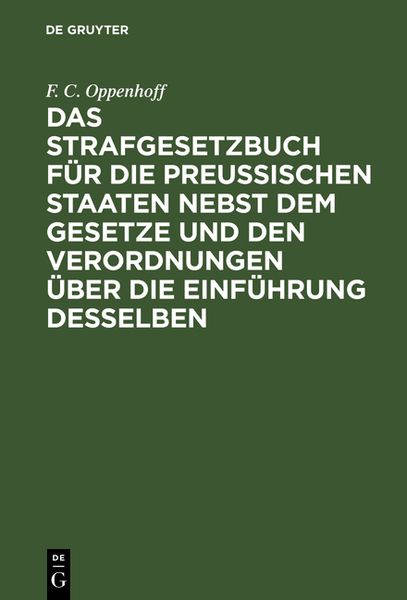 DE GRUYTER
F. C. Oppenhoff
DAS
STRAFGESETZBUCH
FÜR DIE PREUSSISCHEN
STAATEN NEBST DEM
GESETZE UND DEN
VERORDNUNGEN
ÜBER DIE EINFÜHRUNG
DESSELBEN
DE
G